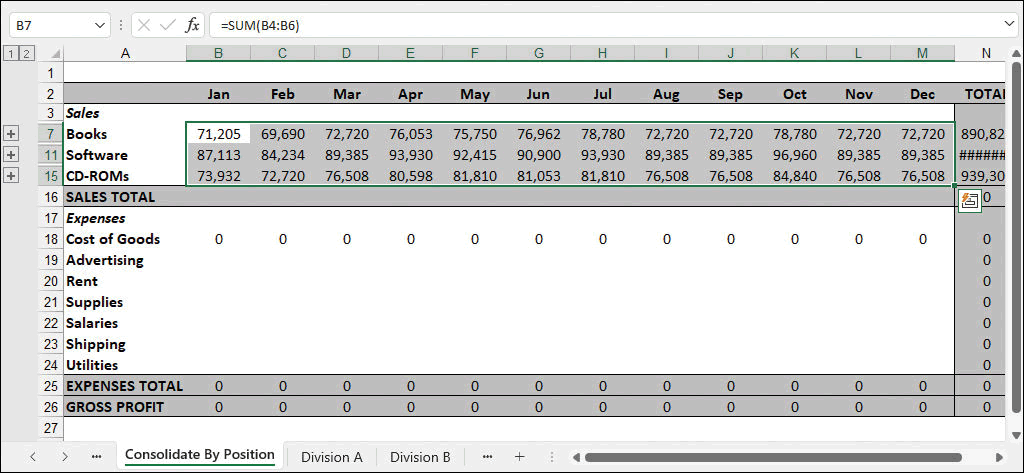 B7 fx =SUM(B4:B6)
1 2 A B C D E F G H I J K L M N
1
2 Jan Feb Mar Apr May Jun Jul Aug Sep Oct Nov Dec TOTAL
3 Sales
7 Books 71,205 69,690 72,720 76,053 75,750 76,962 78,780 72,720 72,720 78,780 72,720 72,720 890,82
11 Software 87,113 84,234 89,385 93,930 92,415 90,900 93,930 89,385 89,385 96,960 89,385 89,385 ######
15 CD-ROMs 73,932 72,720 76,508 80,598 81,810 81,053 81,810 76,508 76,508 84,840 76,508 76,508 939,30
16 SALES TOTAL 0
17 Expenses
18 Cost of Goods 0 0 0 0 0 0 0 0 0 0 0 0 0
19 Advertising 0
20 Rent 0
21 Supplies 0
22 Salaries 0
23 Shipping 0
24 Utilities 0
25 EXPENSES TOTAL 0 0 0 0 0 0 0 0 0 0 0 0 0
26 GROSS PROFIT 0 0 0 0 0 0 0 0 0 0 0 0 0
27
... Consolidate By Position Division A Division B ... +